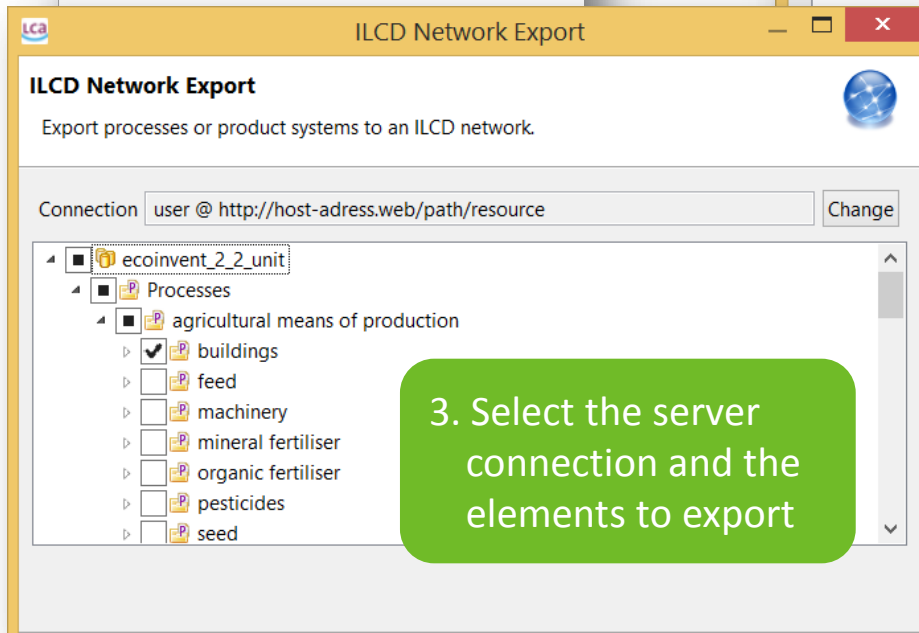 LCa
ILCD Network Export
ILCD Network Export
Export processes or product systems to an ILCD network.
Connection user @ http://host-adress.web/path/resource Change
ecoinvent_2_2_unit
P Processes
P agricultural means of production
P buildings
P feed
P machinery
P mineral fertiliser
P organic fertiliser
P pesticides
P seed
3. Select the server
connection and the
elements to export